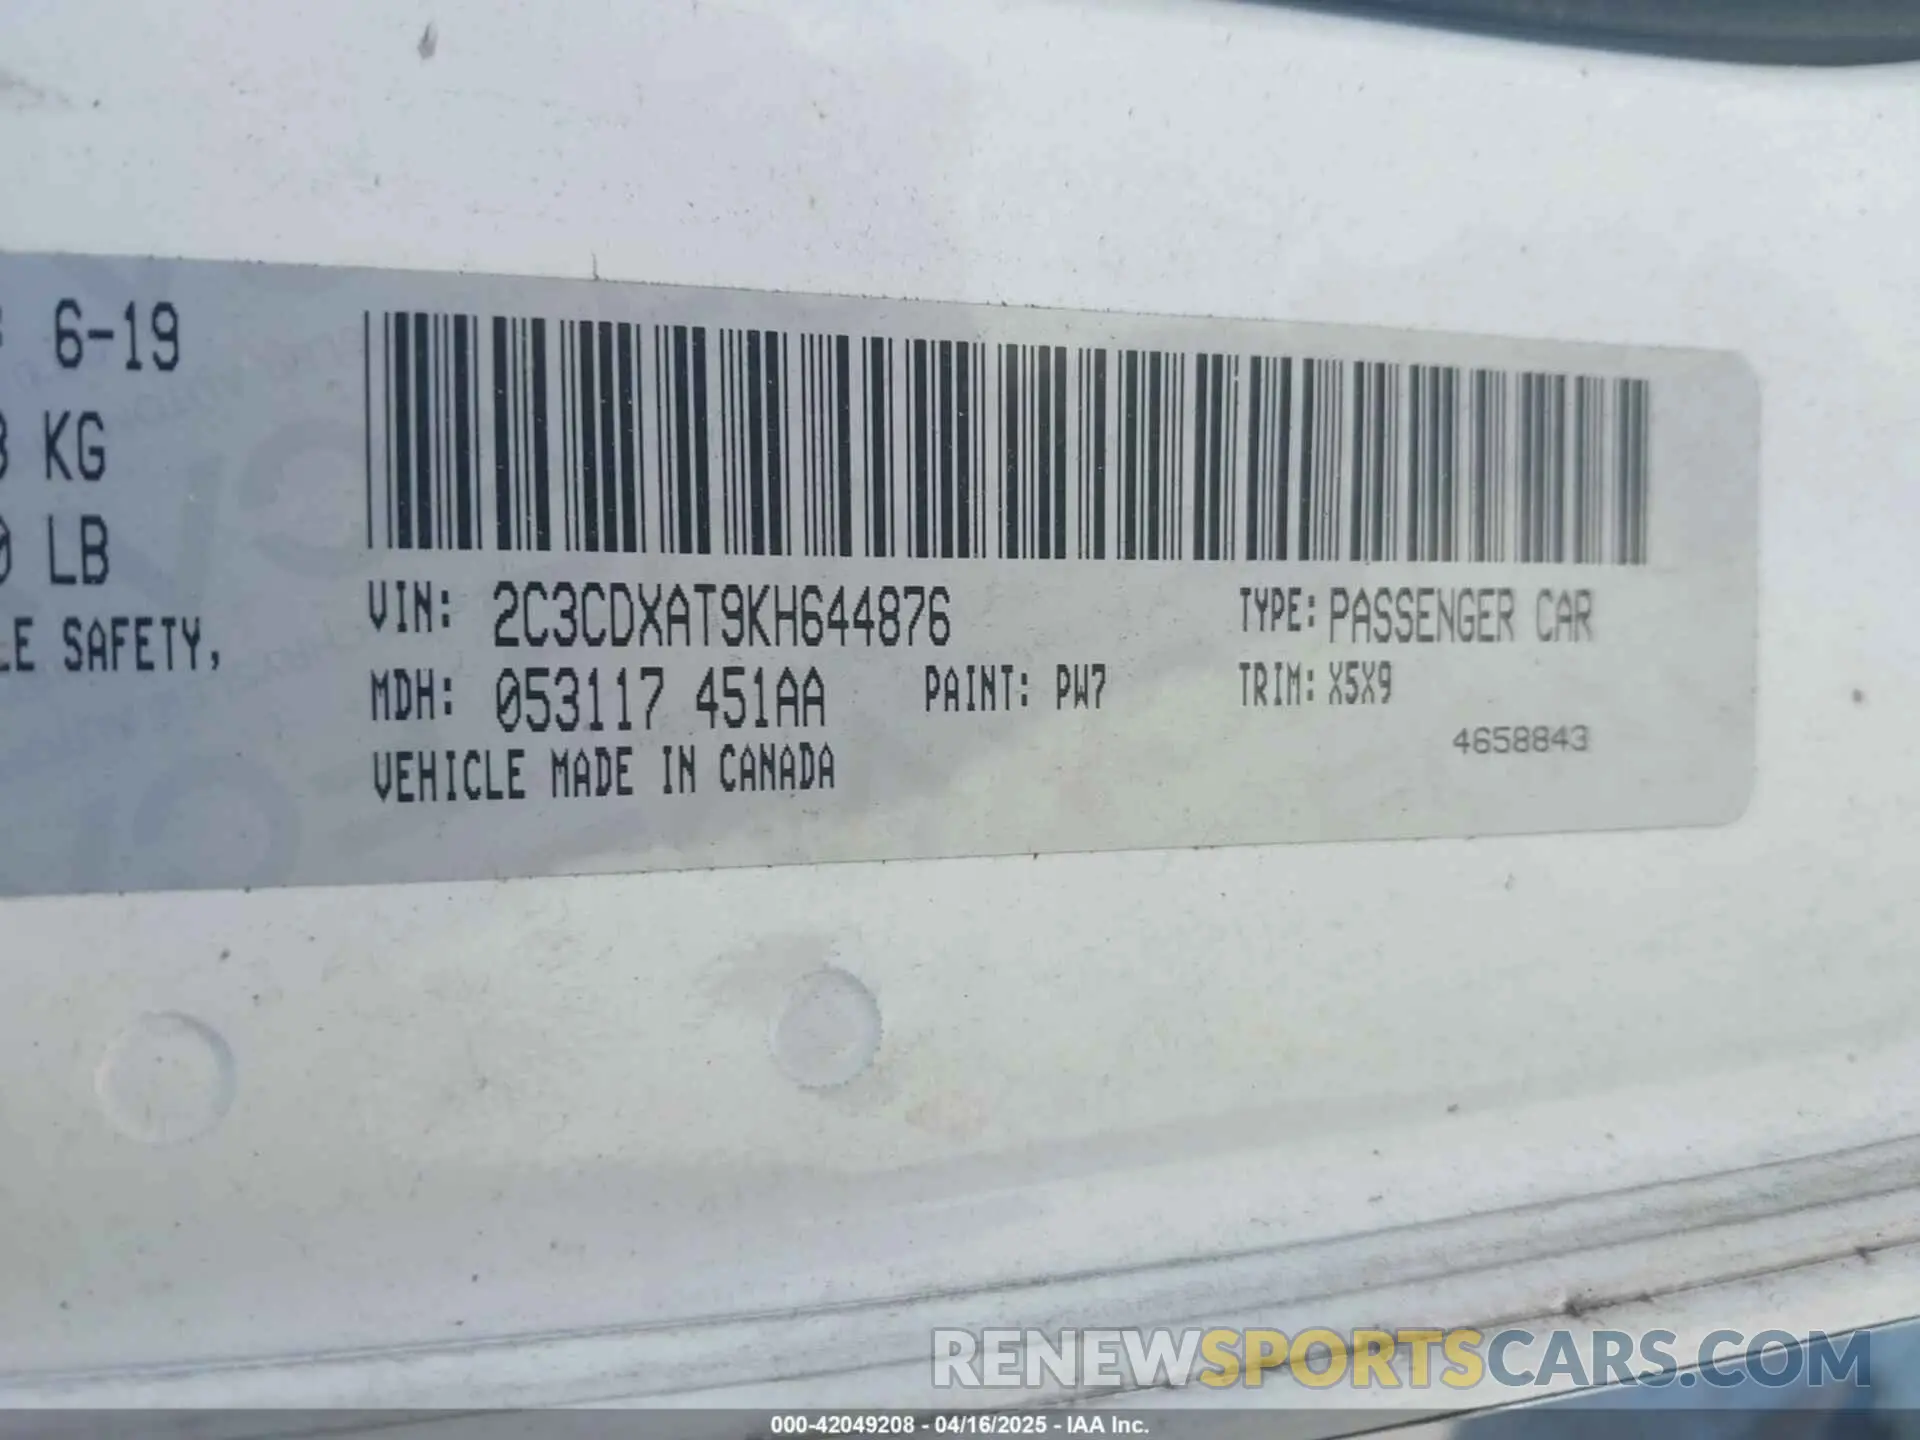 6-19
KG
LB
LE SAFETY,
VIN: 2C3CDXAT9KH644876
TYPE: PASSENGER CAR
MDH: 053117 451AA
PAINT: PW7
TRIM: X5X9
4658843
VEHICLE MADE IN CANADA
RENEWSPORTSCARS.COM
000-42049208 - 04/16/2025 - IAA Inc.